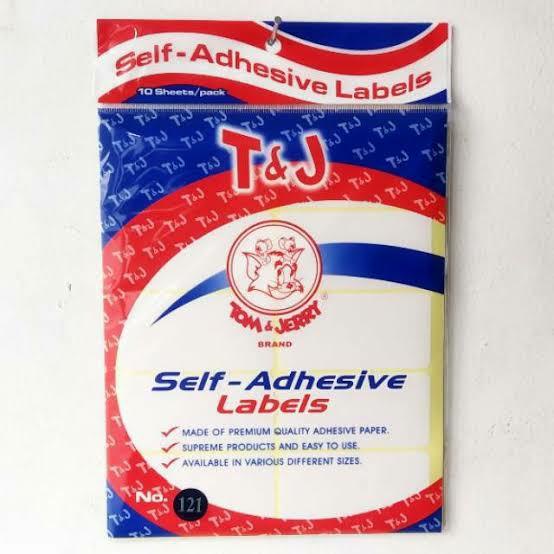 Self-Adhesive Labels
10 Sheets/pack
T&J
TOM & JERRY®
BRAND
Self-Adhesive
Labels
MADE OF PREMIUM QUALITY ADHESIVE PAPER.
SUPREME PRODUCTS AND EASY TO USE.
AVAILABLE IN VARIOUS DIFFERENT SIZES.
No. 121